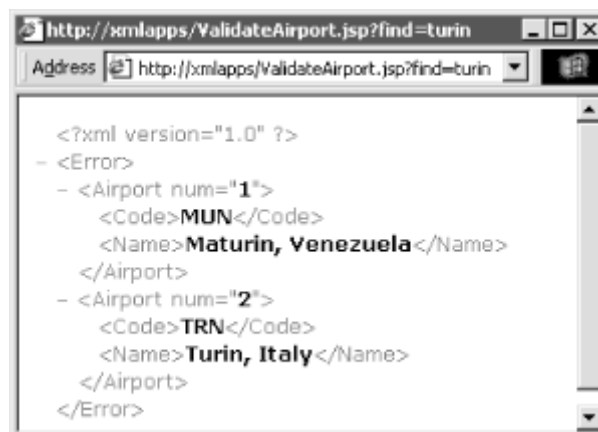 http://xmlapps/ValidateAirport.jsp?find=turin
Address http://xmlapps/ValidateAirport.jsp?find=turin
<?xml version="1.0" ?>
- <Error>
- <Airport num="1">
<Code>MUN</Code>
<Name>Maturin, Venezuela</Name>
</Airport>
- <Airport num="2">
<Code>TRN</Code>
<Name>Turin, Italy</Name>
</Airport>
</Error>